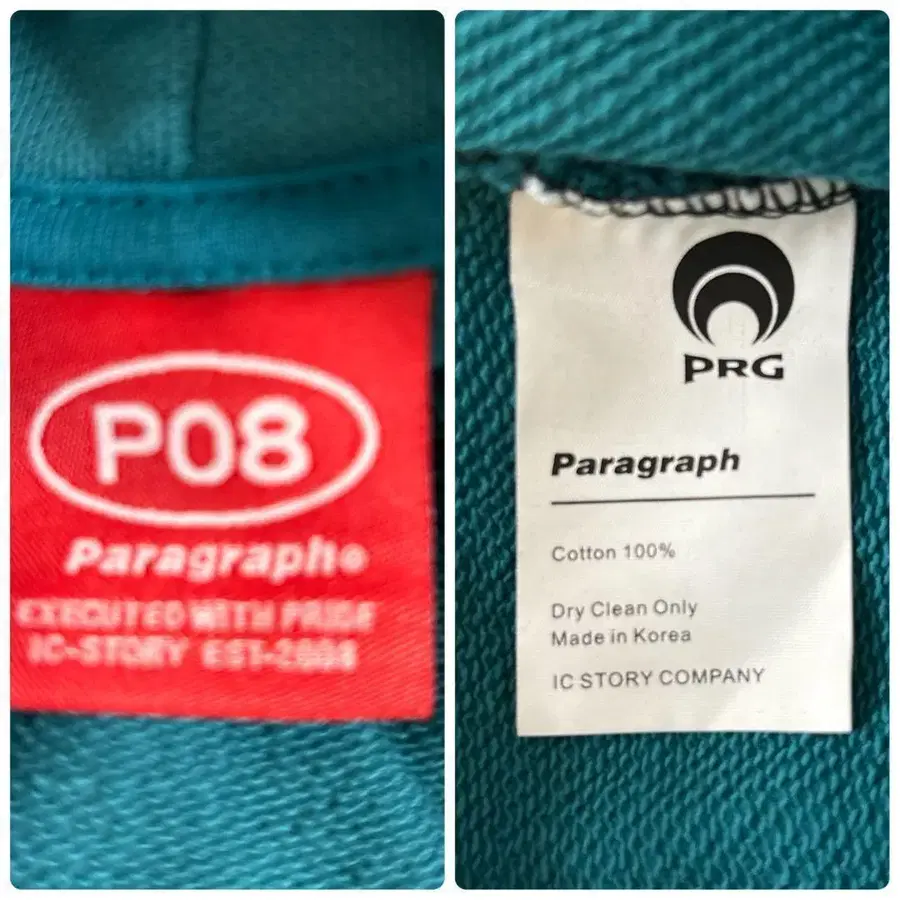 P08
Paragraph®
EXECUTED WITH PRIDE
IC-STORY EST-2008
PRG
Paragraph
Cotton 100%
Dry Clean Only
Made in Korea
IC STORY COMPANY